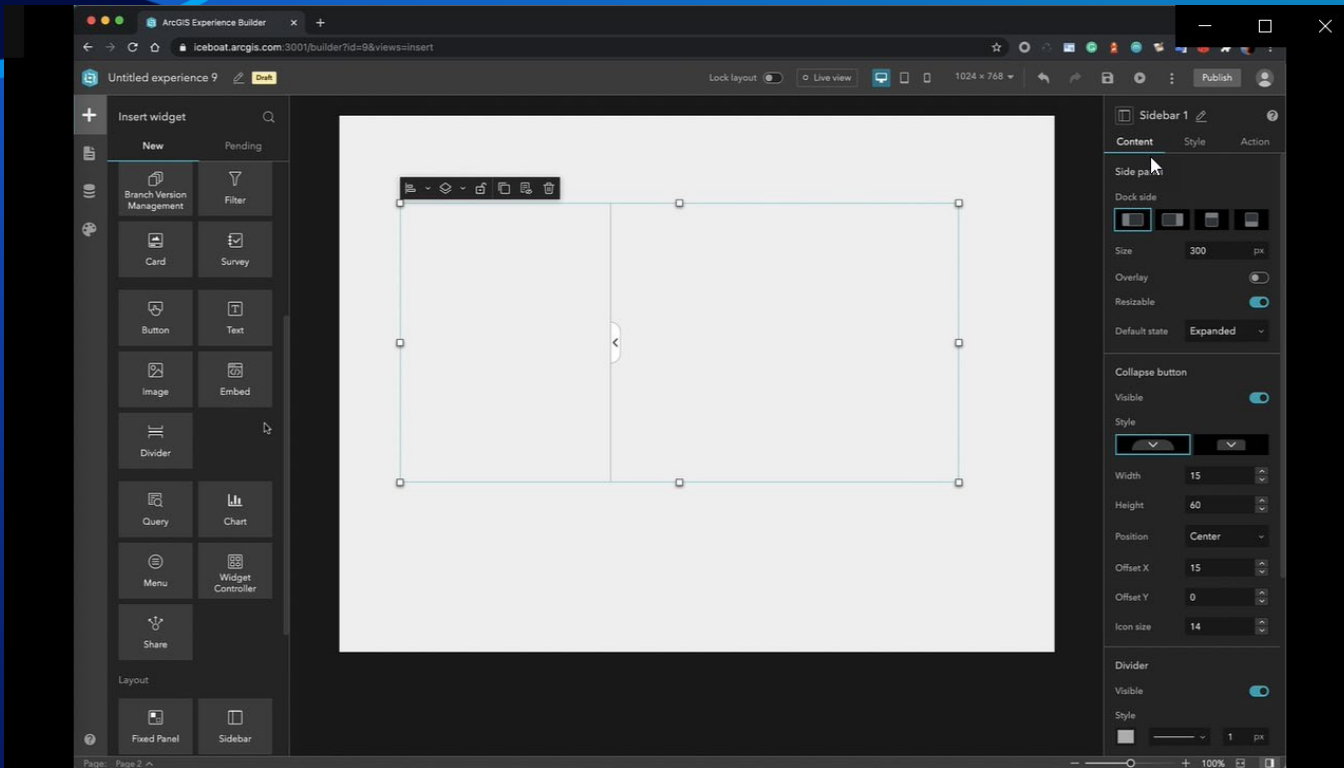 ArcGIS Experience Builder
iceboat.arcgis.com:3001/builder?id=9&views=insert
Untitled experience 9
Draft
Lock layout
Live view
1024 × 768
Publish
Insert widget
New
Pending
Branch Version
Management
Filter
Card
Survey
Button
Text
Image
Embed
Divider
Query
Chart
Menu
Widget
Controller
Share
Layout
Fixed Panel
Sidebar
Page: Page 2
100%
Sidebar 1
Content
Style
Action
Side
Dock side
Size 300 px
Overlay
Resizable
Default state Expanded
Collapse button
Visible
Style
Width 15
Height 60
Position Center
Offset X 15
Offset Y 0
Icon size 14
Divider
Visible
Style
1 px